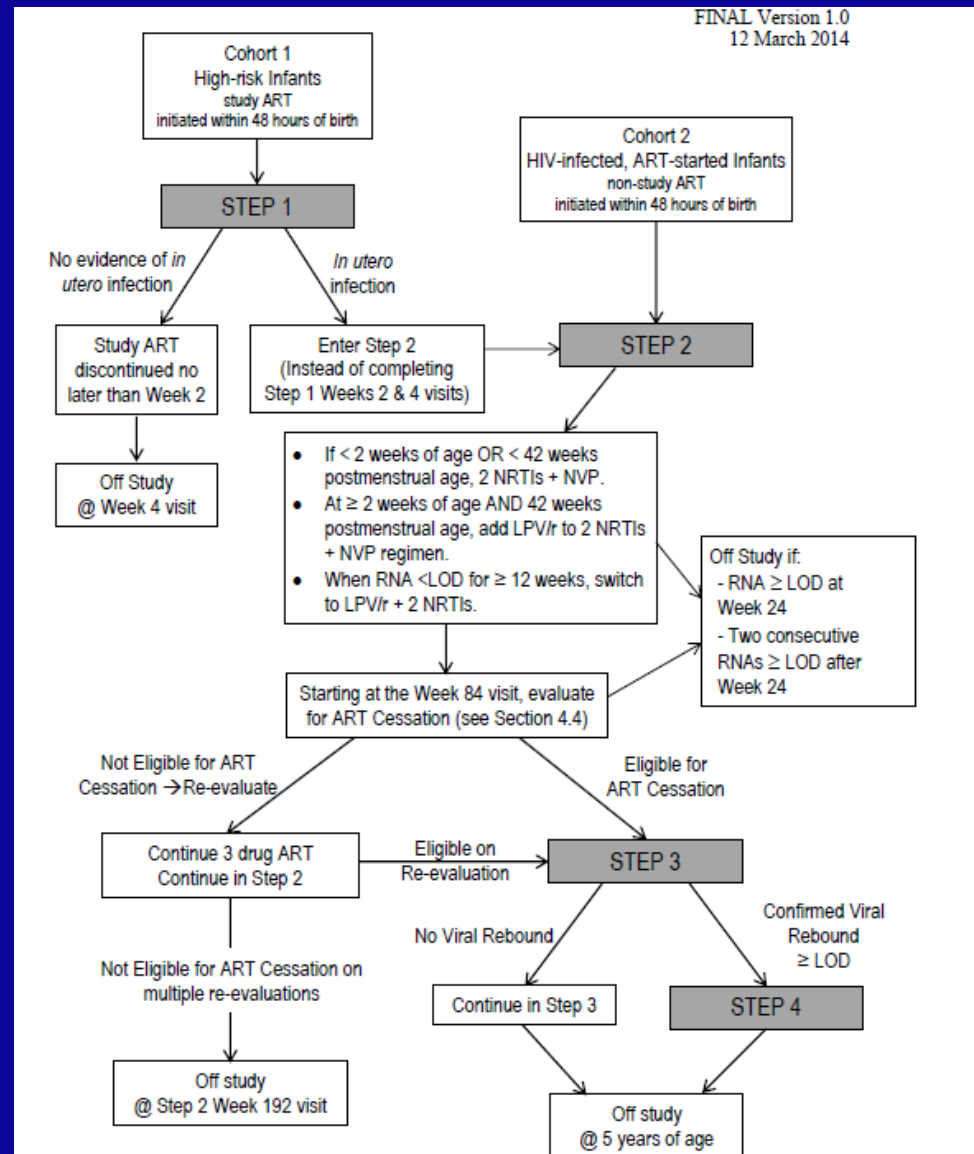 FINAL Version 1.0
12 March 2014
Cohort 1
High-risk Infants
study ART
initiated within 48 hours of birth
Cohort 2
HIV-infected, ART-started Infants
non-study ART
initiated within 48 hours of birth
STEP 1
No evidence of in
utero infection
In utero
infection
Study ART
discontinued no
later than Week 2
Enter Step 2
(Instead of completing
Step 1 Weeks 2 & 4 visits)
STEP 2
Off Study
@ Week 4 visit
• If < 2 weeks of age OR < 42 weeks
postmenstrual age, 2 NRTIs + NVP.
• At ≥ 2 weeks of age AND 42 weeks
postmenstrual age, add LPV/r to 2 NRTIs
+ NVP regimen.
• When RNA <LOD for ≥ 12 weeks, switch
to LPV/r + 2 NRTIs.
Off Study if:
- RNA ≥ LOD at
Week 24
- Two consecutive
RNAs ≥ LOD after
Week 24
Starting at the Week 84 visit, evaluate
for ART Cessation (see Section 4.4)
Not Eligible for ART
Cessation →Re-evaluate
Eligible for
ART Cessation
Continue 3 drug ART
Continue in Step 2
Eligible on
Re-evaluation
STEP 3
No Viral Rebound
Confirmed Viral
Rebound
≥ LOD
Not Eligible for ART Cessation on
multiple re-evaluations
Continue in Step 3
STEP 4
Off study
@ Step 2 Week 192 visit
Off study
@ 5 years of age